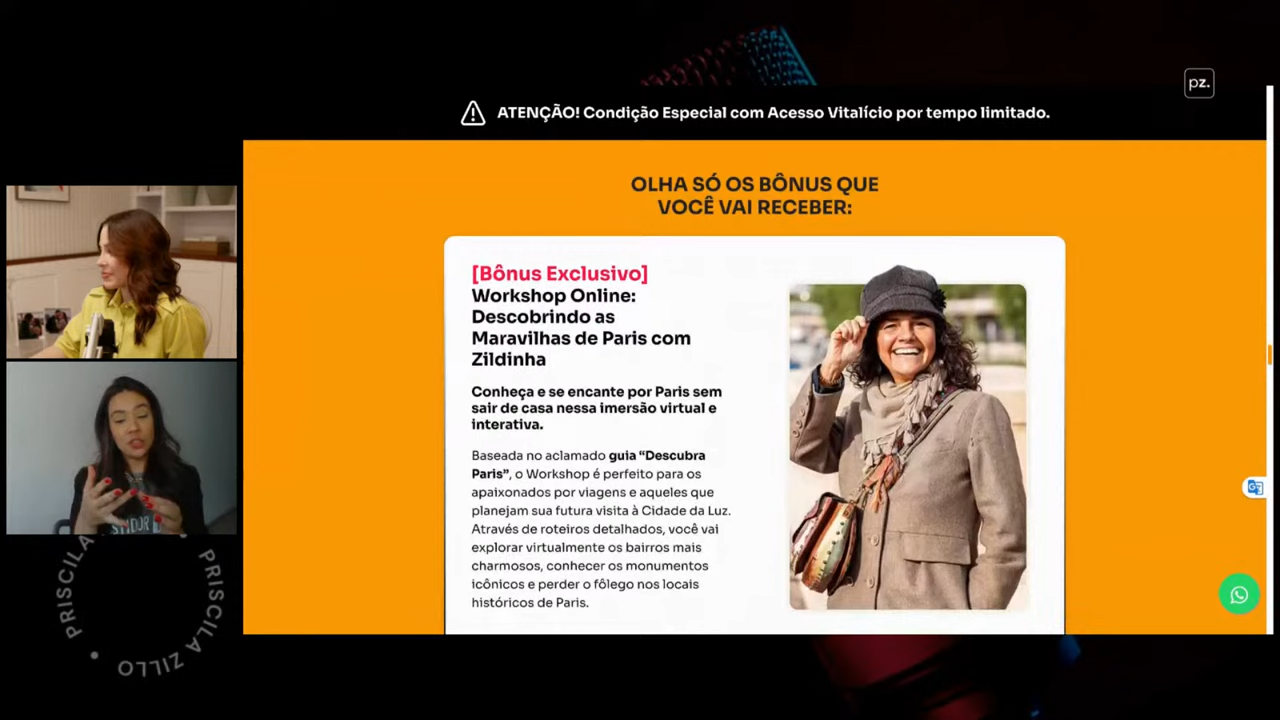 pz.
ATENÇÃO! Condição Especial com Acesso Vitalício por tempo limitado.
OLHA SÓ OS BÔNUS QUE
VOCÊ VAI RECEBER:
[Bônus Exclusivo]
Workshop Online:
Descobrindo as
Maravilhas de Paris com
Zildinha
Conheça e se encante por Paris sem
sair de casa nessa imersão virtual e
interativa.
Baseada no aclamado guia “Descubra
Paris”, o Workshop é perfeito para os
apaixonados por viagens e aqueles que
planejam sua futura visita à Cidade da Luz.
Através de roteiros detalhados, você vai
explorar virtualmente os bairros mais
charmosos, conhecer os monumentos
icônicos e perder o fôlego nos locais
históricos de Paris.
PRISCILA
PRISCILA ZILLO